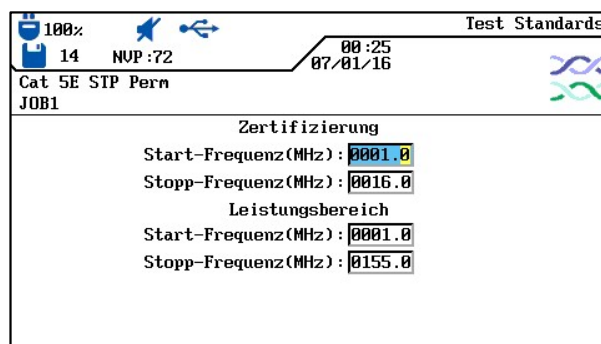 100%
Test Standards
14 NVP:72
00:25
07/01/16
Cat 5E STP Perm
JOB1
Zertifizierung
Start-Frequenz(MHz):0001.0
Stopp-Frequenz(MHz):0016.0
Leistungsbereich
Start-Frequenz(MHz):0001.0
Stopp-Frequenz(MHz):0155.0